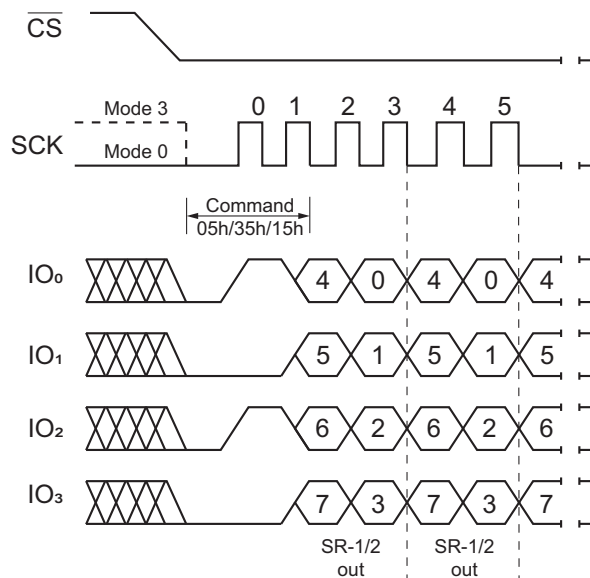 CS
0 1 2 3 4 5
Mode 3
SCK
Mode 0
Command
05h/35h/15h
IO₀ 4 0 4 0 4
IO₁ 5 1 5 1 5
IO₂ 6 2 6 2 6
IO₃ 7 3 7 3 7
SR-1/2 SR-1/2
out out